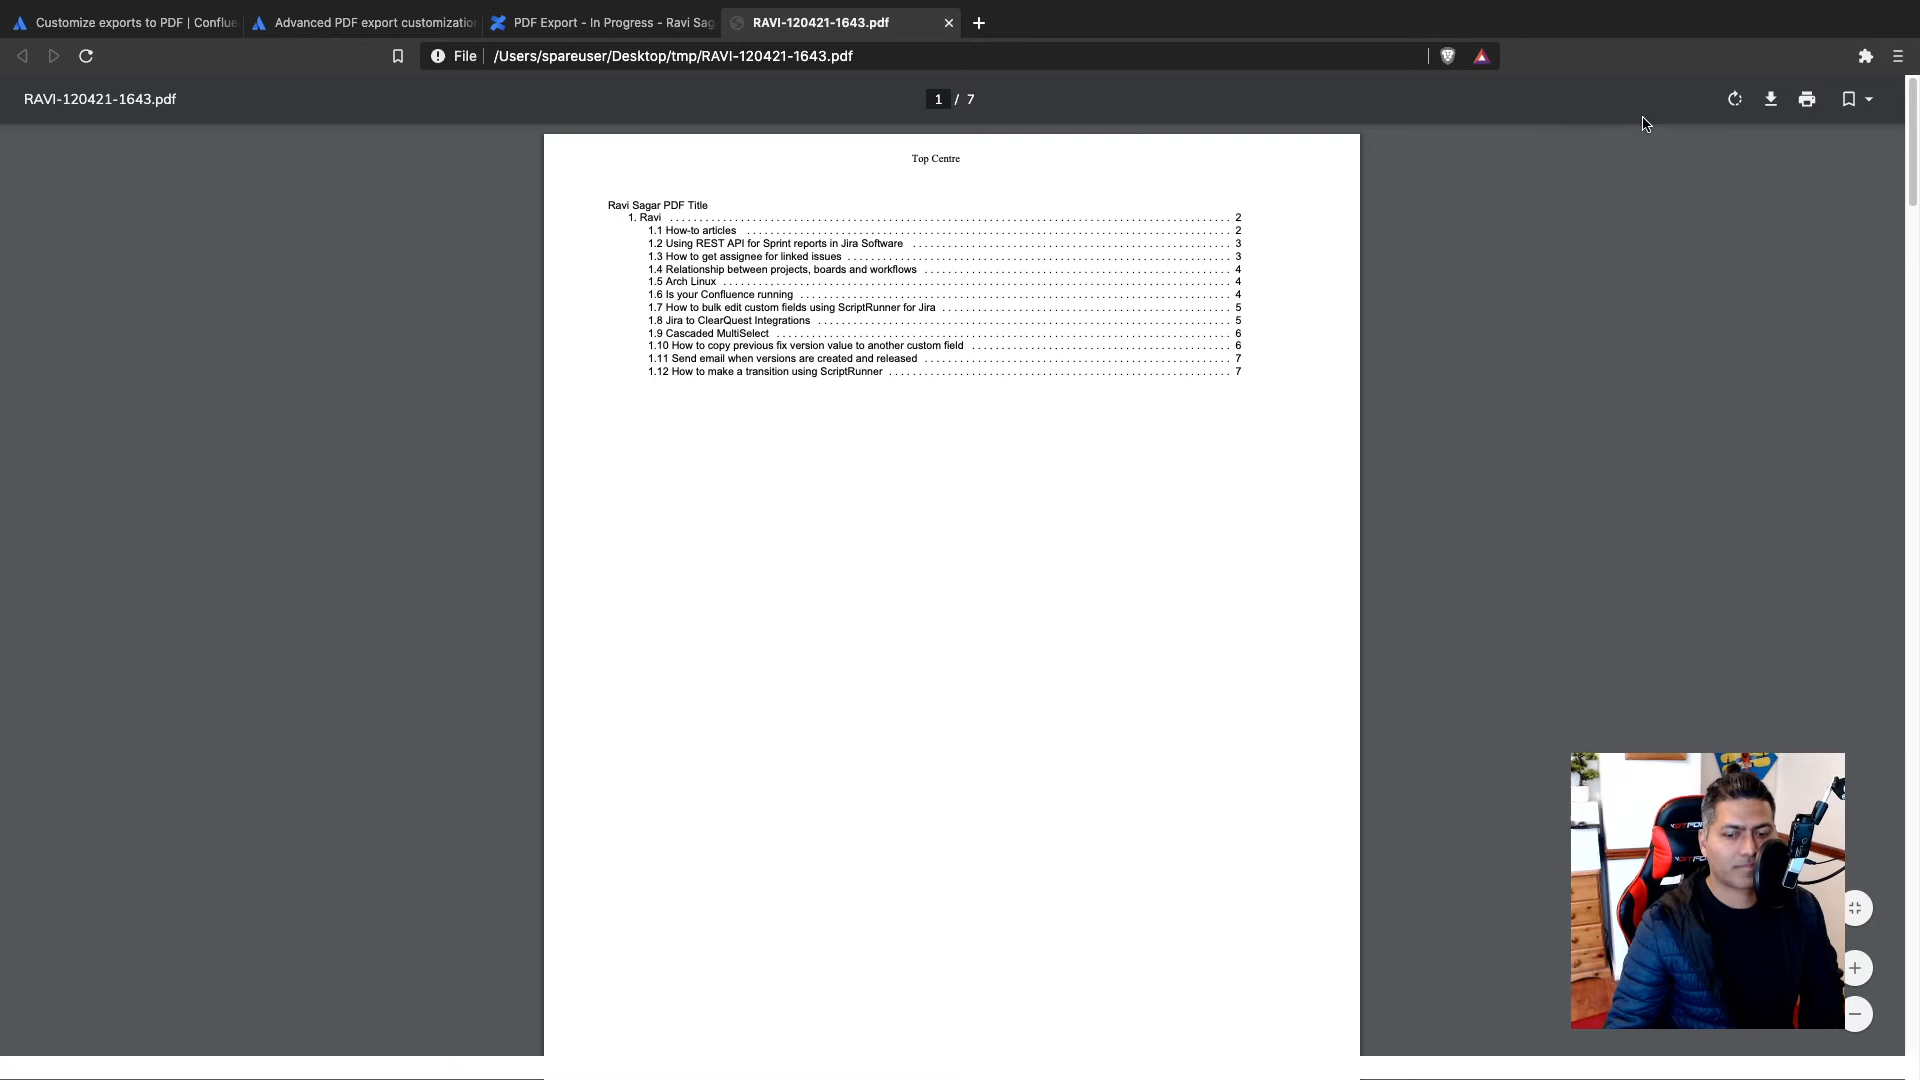 Customize exports to PDF | Conflue
Advanced PDF export customizatio
PDF Export - In Progress - Ravi Sag
RAVI-120421-1643.pdf
File
/Users/spareuser/Desktop/tmp/RAVI-120421-1643.pdf
RAVI-120421-1643.pdf
1 / 7
Top Centre
Ravi Sagar PDF Title
1. Ravi 2
1.1 How-to articles 2
1.2 Using REST API for Sprint reports in Jira Software 3
1.3 How to get assignee for linked issues 3
1.4 Relationship between projects, boards and workflows 4
1.5 Arch Linux 4
1.6 Is your Confluence running 4
1.7 How to bulk edit custom fields using ScriptRunner for Jira 5
1.8 Jira to ClearQuest Integrations 5
1.9 Cascaded MultiSelect 6
1.10 How to copy previous fix version value to another custom field 6
1.11 Send email when versions are created and released 7
1.12 How to make a transition using ScriptRunner 7